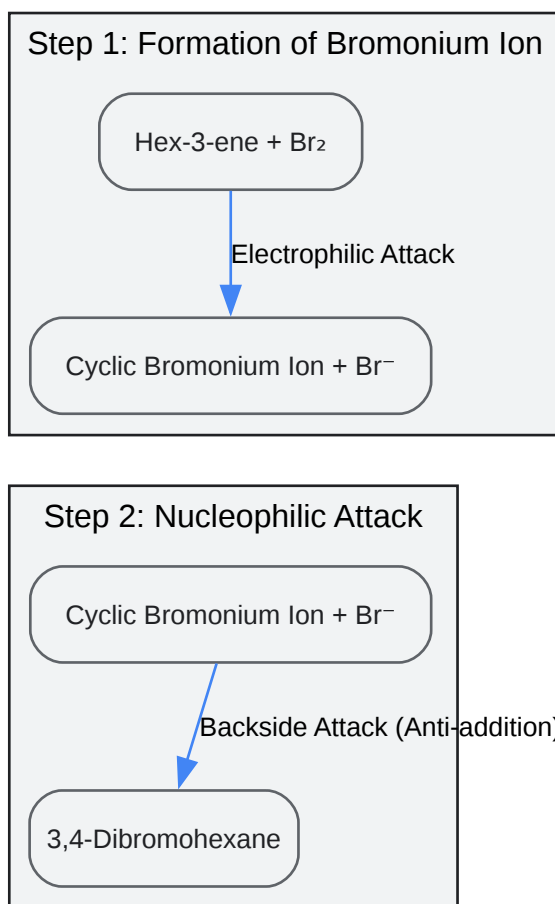 Step 1: Formation of Bromonium Ion
Hex-3-ene + Br₂
Electrophilic Attack
Cyclic Bromonium Ion + Br⁻
Step 2: Nucleophilic Attack
Cyclic Bromonium Ion + Br⁻
Backside Attack (Anti-addition)
3,4-Dibromohexane